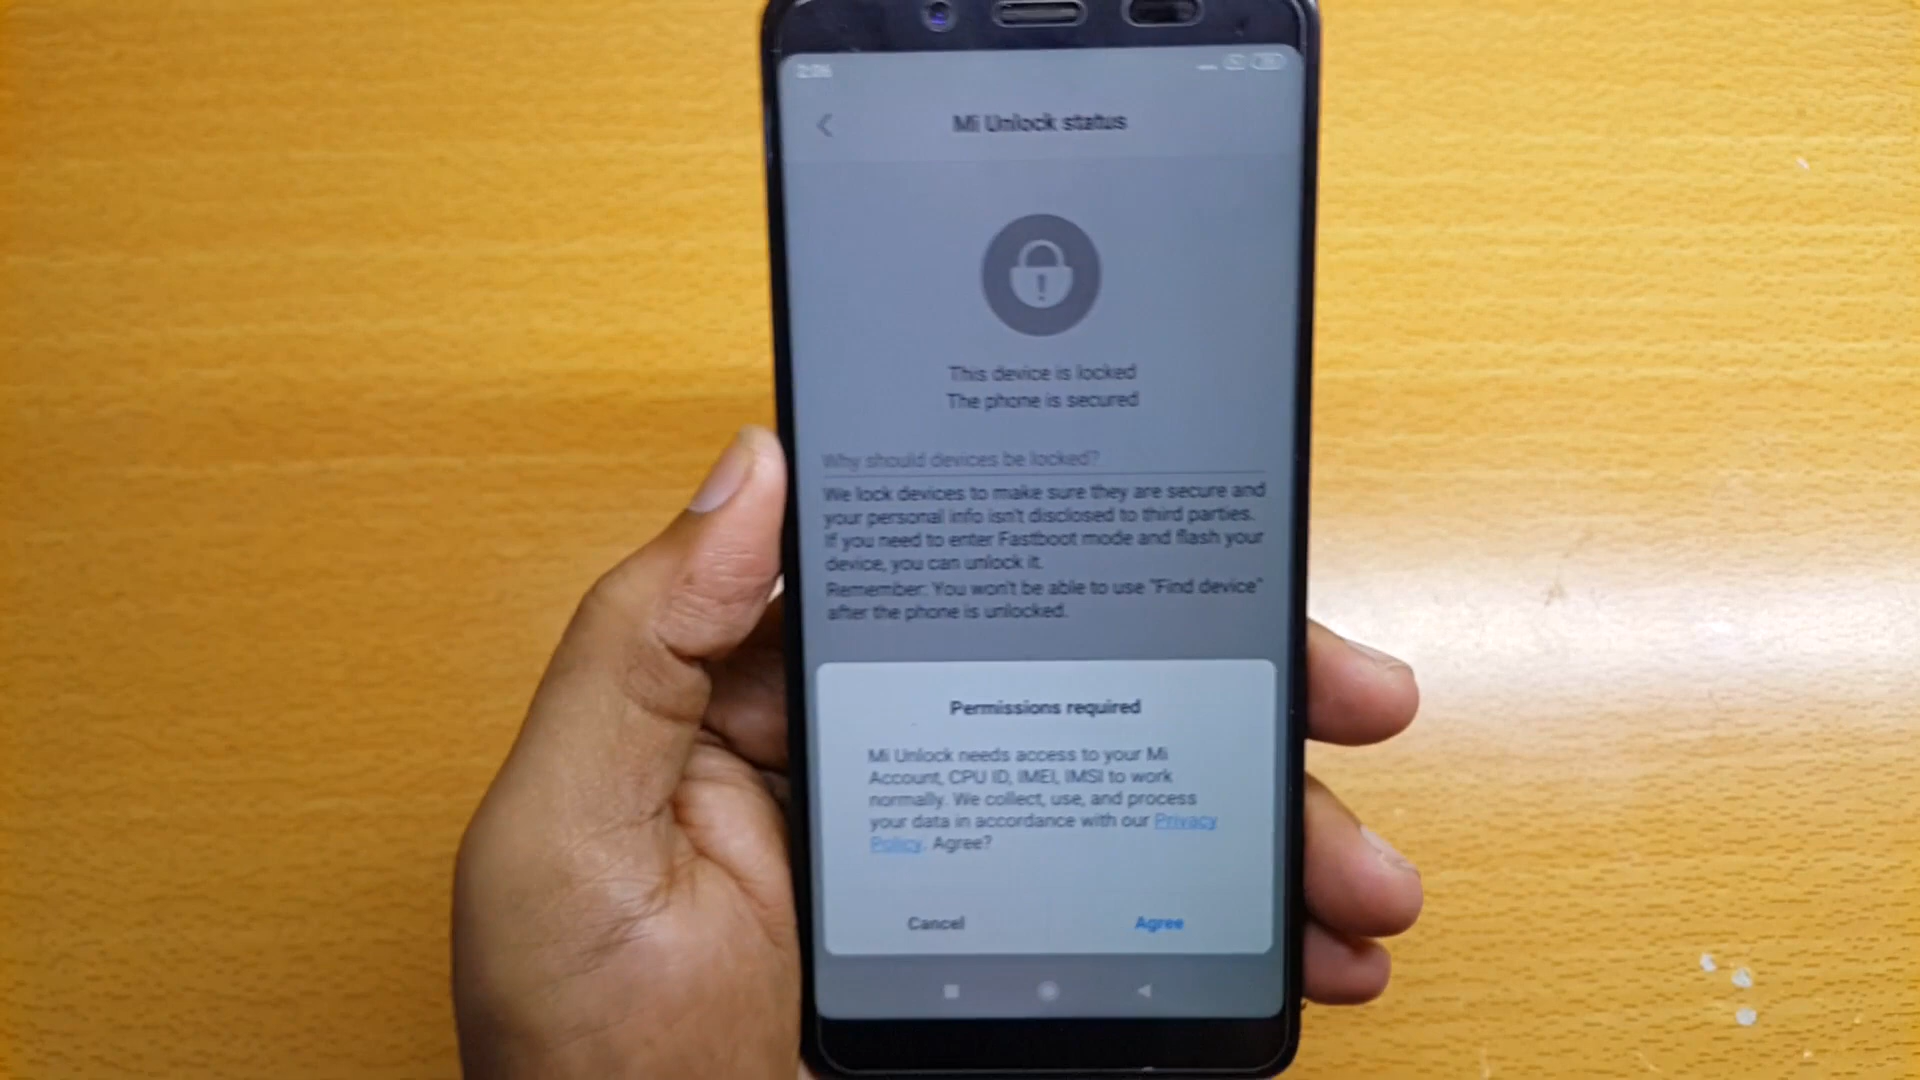 2:06
Mi Unlock status
This device is locked
The phone is secured
Why should devices be locked?
We lock devices to make sure they are secure and
your personal info isn't disclosed to third parties.
If you need to enter Fastboot mode and flash your
device, you can unlock it.
Remember: You won't be able to use "Find device"
after the phone is unlocked.
Permissions required
Mi Unlock needs access to your Mi
Account, CPU ID, IMEI, IMSI to work
normally. We collect, use, and process
your data in accordance with our Privacy
Policy. Agree?
Cancel Agree